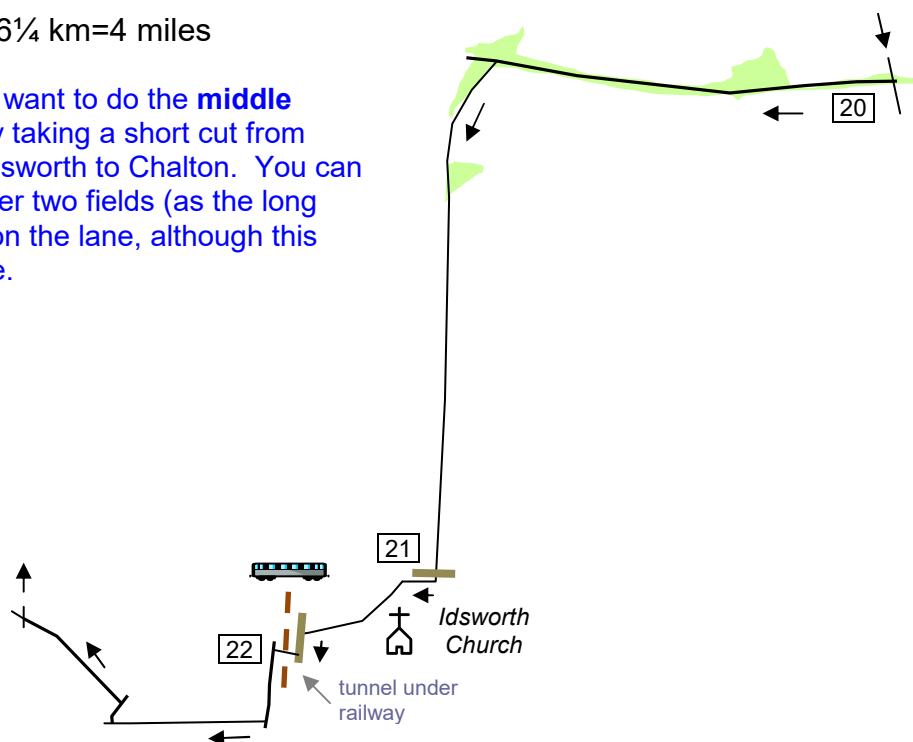 6¼ km=4 miles
want to do the middle
y taking a short cut from
sworth to Chalton. You can
er two fields (as the long
on the lane, although this
e.
20
21
Idsworth
Church
22
tunnel under
railway